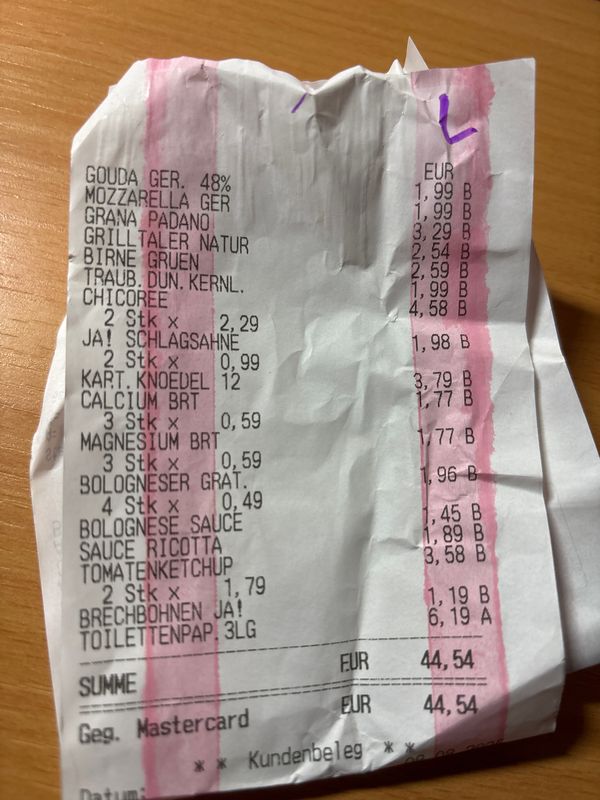 EUR
GOUDA GER. 48% 1,99 B
MOZZARELLA GER 1,99 B
GRANA PADANO 3,29 B
GRILLTALER NATUR 2,54 B
BIRNE GRUEN 2,59 B
TRAUB.DUN.KERNL. 1,99 B
CHICOREE 4,58 B
2 Stk x 2,29
JA! SCHLAGSAHNE 1,98 B
2 Stk x 0,99
KART.KNOEDEL 12 3,79 B
CALCIUM BRT 1,77 B
3 Stk x 0,59
MAGNESIUM BRT 1,77 B
3 Stk x 0,59
BOLOGNESER GRAT. 1,96 B
4 Stk x 0,49
BOLOGNESE SAUCE 1,45 B
SAUCE RICOTTA 1,89 B
TOMATENKETCHUP 3,58 B
2 Stk x 1,79
BRECHBOHNEN JA! 1,19 B
TOILETTENPAP. 3LG 6,19 A
SUMME EUR 44,54
Geg. Mastercard EUR 44,54
* * Kundenbeleg * *
Datum: